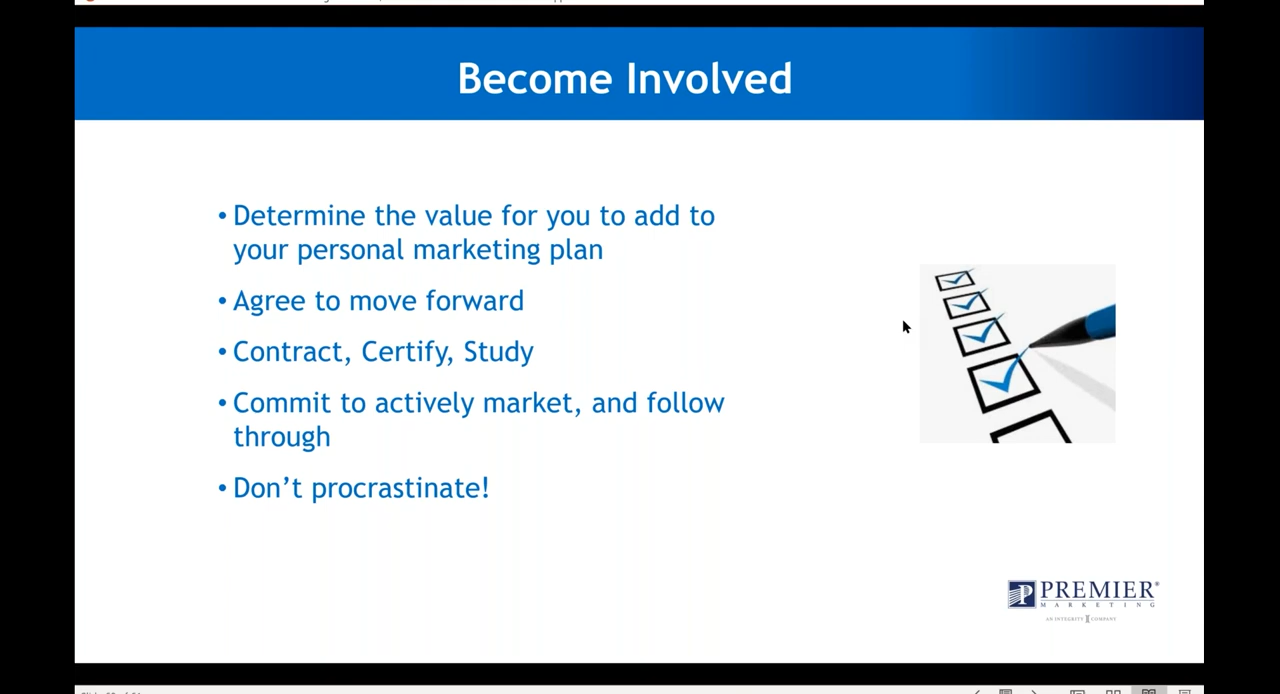 Become Involved
• Determine the value for you to add to
your personal marketing plan
• Agree to move forward
• Contract, Certify, Study
• Commit to actively market, and follow
through
• Don’t procrastinate!
PREMIER®
MARKETING
AN INTEGRITY COMPANY